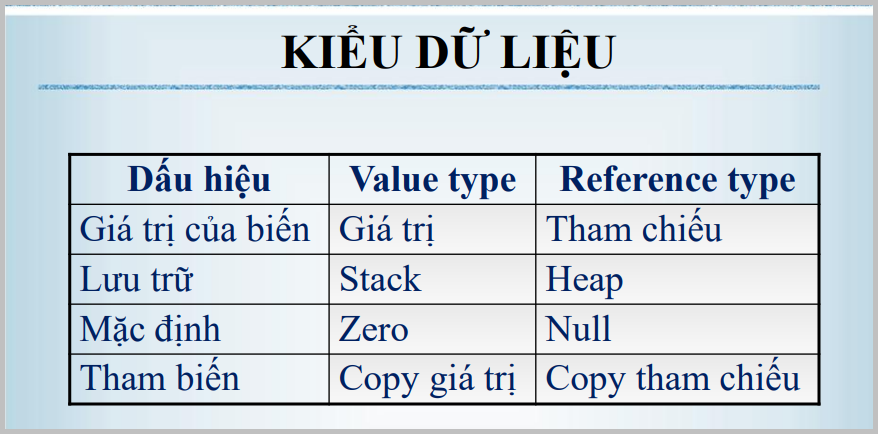 KIỂU DỮ LIỆU
Dấu hiệu Value type Reference type
Giá trị của biến Giá trị Tham chiếu
Lưu trữ Stack Heap
Mặc định Zero Null
Tham biến Copy giá trị Copy tham chiếu